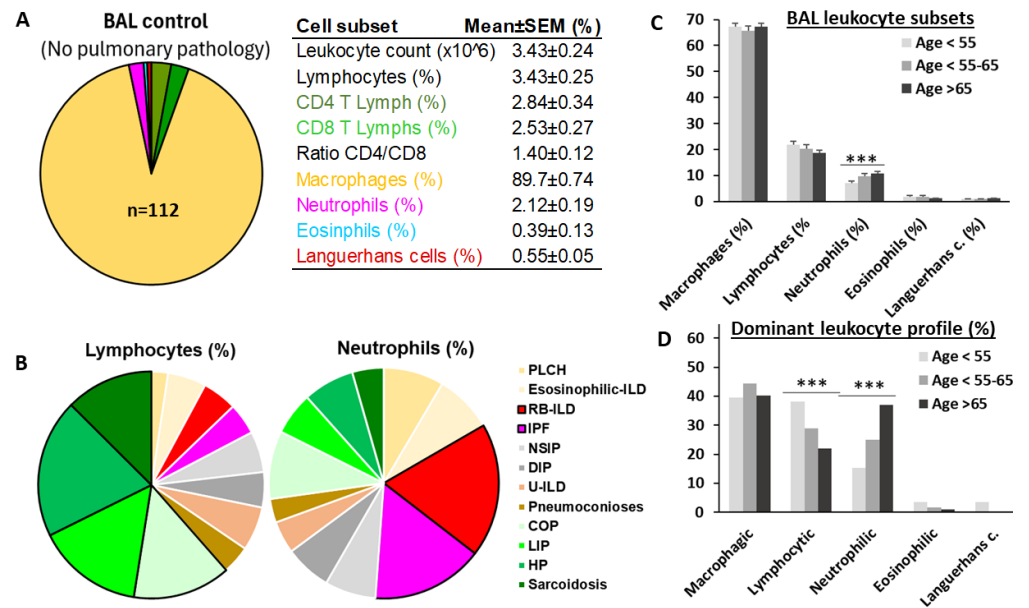 A
BAL control
(No pulmonary pathology)
n=112
Cell subset Mean±SEM (%)
Leukocyte count (x10^6) 3.43±0.24
Lymphocytes (%) 3.43±0.25
CD4 T Lymph (%) 2.84±0.34
CD8 T Lymphs (%) 2.53±0.27
Ratio CD4/CD8 1.40±0.12
Macrophages (%) 89.7±0.74
Neutrophils (%) 2.12±0.19
Eosinphils (%) 0.39±0.13
Languerhans cells (%) 0.55±0.05
B
Lymphocytes (%)
Neutrophils (%)
PLCH
Esosinophilic-ILD
RB-ILD
IPF
NSIP
DIP
U-ILD
Pneumoconioses
COP
LIP
HP
Sarcoidosis
C
BAL leukocyte subsets
70
60
50
40
30
20
10
0
Age < 55
Age < 55-65
Age >65
***
Macrophages (%)
Lymphocytes (%
Neutrophils (%)
Eosinophils (%)
Languerhans c. (%)
D
Dominant leukocyte profile (%)
60
50
40
30
20
10
0
Age < 55
Age < 55-65
Age >65
***
***
Macrophagic
Lymphocytic
Neutrophilic
Eosinophilic
Languerhans c.